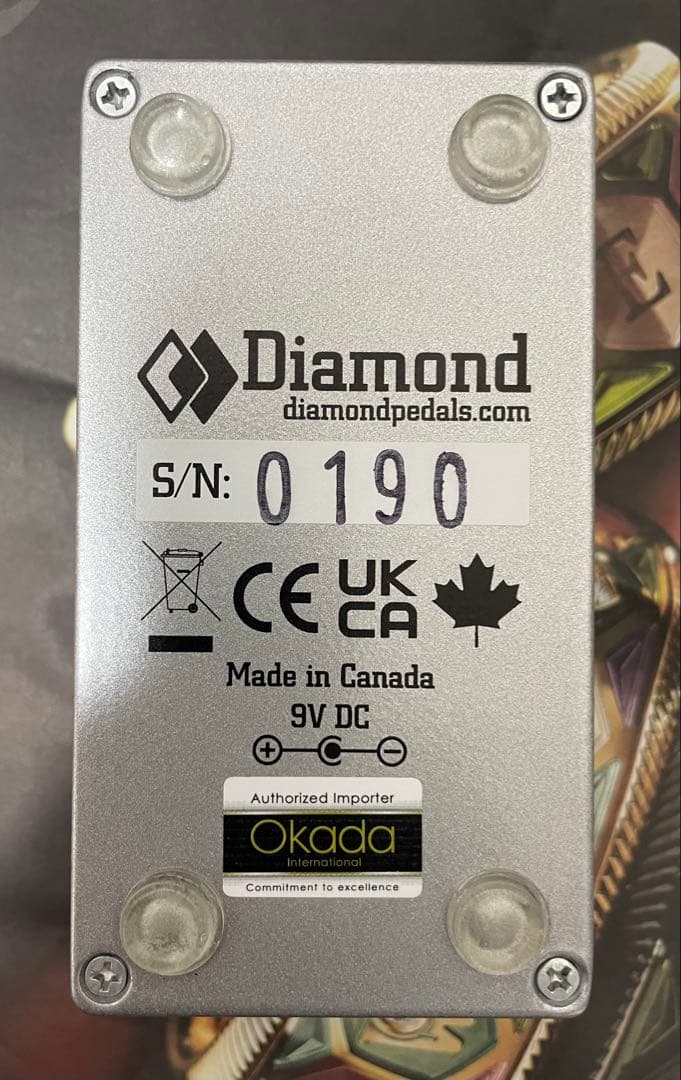 Diamond
diamondpedals.com
S/N: 0190
CE UK CA
Made in Canada
9V DC
Authorized Importer
Okada
International
Commitment to excellence
E